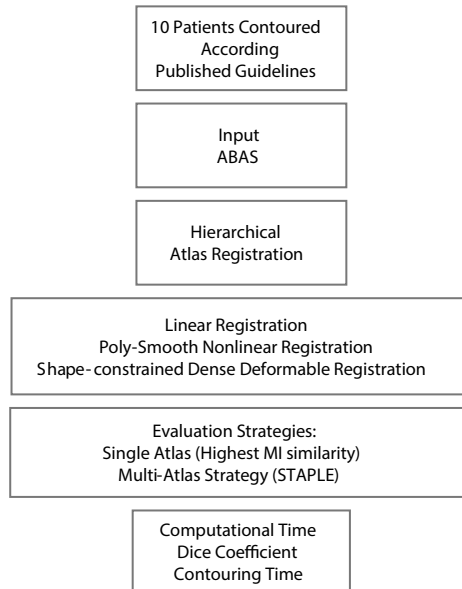 10 Patients Contoured
According
Published Guidelines
Input
ABAS
Hierarchical
Atlas Registration
Linear Registration
Poly-Smooth Nonlinear Registration
Shape-constrained Dense Deformable Registration
Evaluation Strategies:
Single Atlas (Highest MI similarity)
Multi-Atlas Strategy (STAPLE)
Computational Time
Dice Coefficient
Contouring Time